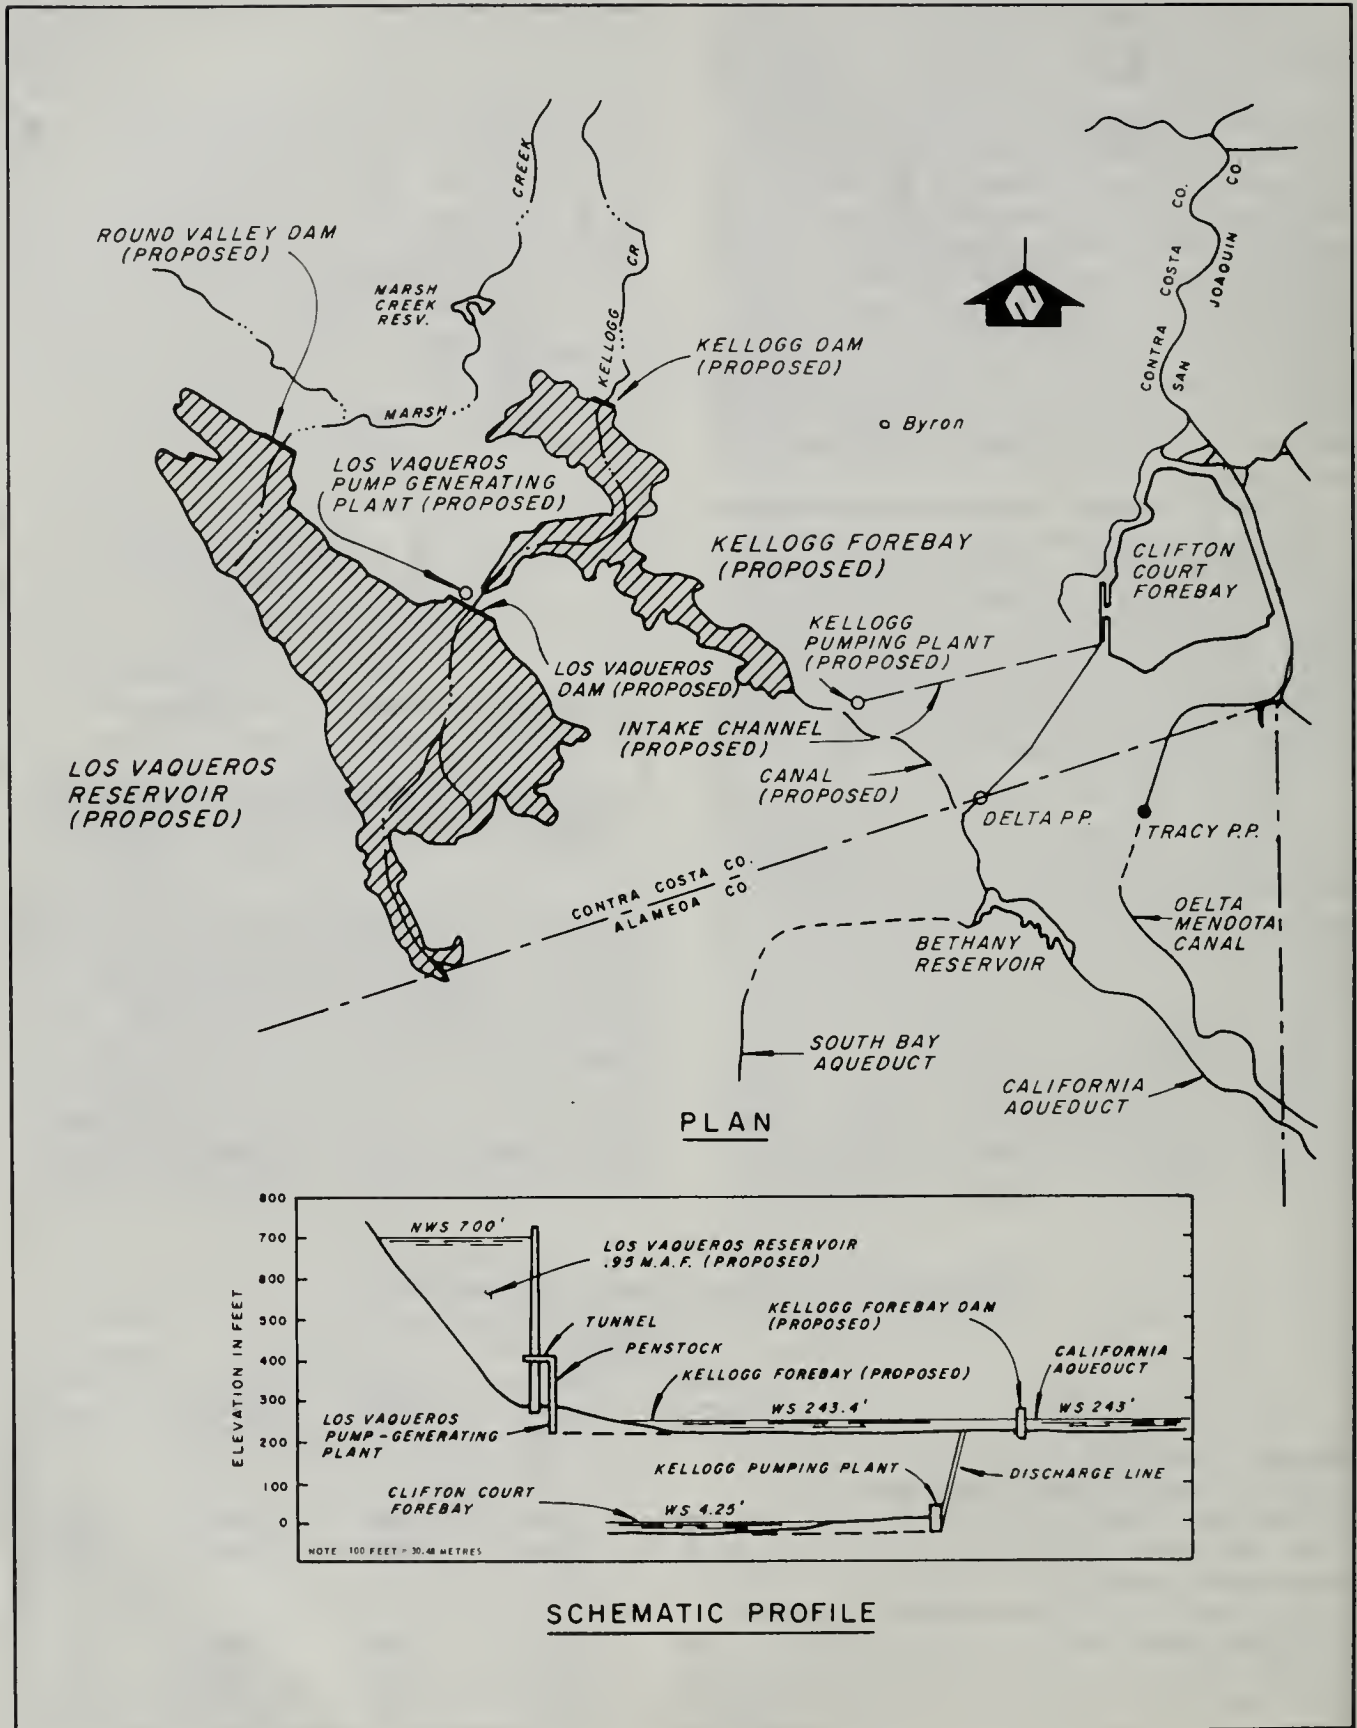 CREEK
KELLOGG CR
ROUND VALLEY DAM
(PROPOSED)
MARSH
CREEK
RESV.
CONTRA COSTA CO.
SAN JOAQUIN CO.
N
KELLOGG DAM
(PROPOSED)
MARSH
Byron
LOS VAQUEROS
PUMP GENERATING
PLANT (PROPOSED)
KELLOGG FOREBAY
(PROPOSED)
CLIFTON
COURT
FOREBAY
KELLOGG
PUMPING PLANT
(PROPOSED)
LOS VAQUEROS
DAM (PROPOSED)
INTAKE CHANNEL
(PROPOSED)
LOS VAQUEROS
RESERVOIR
(PROPOSED)
CANAL
(PROPOSED)
DELTA P.P.
TRACY P.P.
CONTRA COSTA CO.
ALAMEDA CO
DELTA
MENDOTA
CANAL
BETHANY
RESERVOIR
SOUTH BAY
AQUEDUCT
CALIFORNIA
AQUEDUCT
PLAN
ELEVATION IN FEET
800
700
600
500
400
300
200
100
0
NWS 700'
LOS VAQUEROS RESERVOIR
.95 M.A.F. (PROPOSED)
TUNNEL
PENSTOCK
KELLOGG FOREBAY DAM
(PROPOSED)
KELLOGG FOREBAY (PROPOSED)
CALIFORNIA
AQUEDUCT
WS 243.4'
WS 243'
LOS VAQUEROS
PUMP-GENERATING
PLANT
KELLOGG PUMPING PLANT
DISCHARGE LINE
CLIFTON COURT
FOREBAY
WS 4.25'
NOTE 100 FEET = 30.48 METRES
SCHEMATIC PROFILE